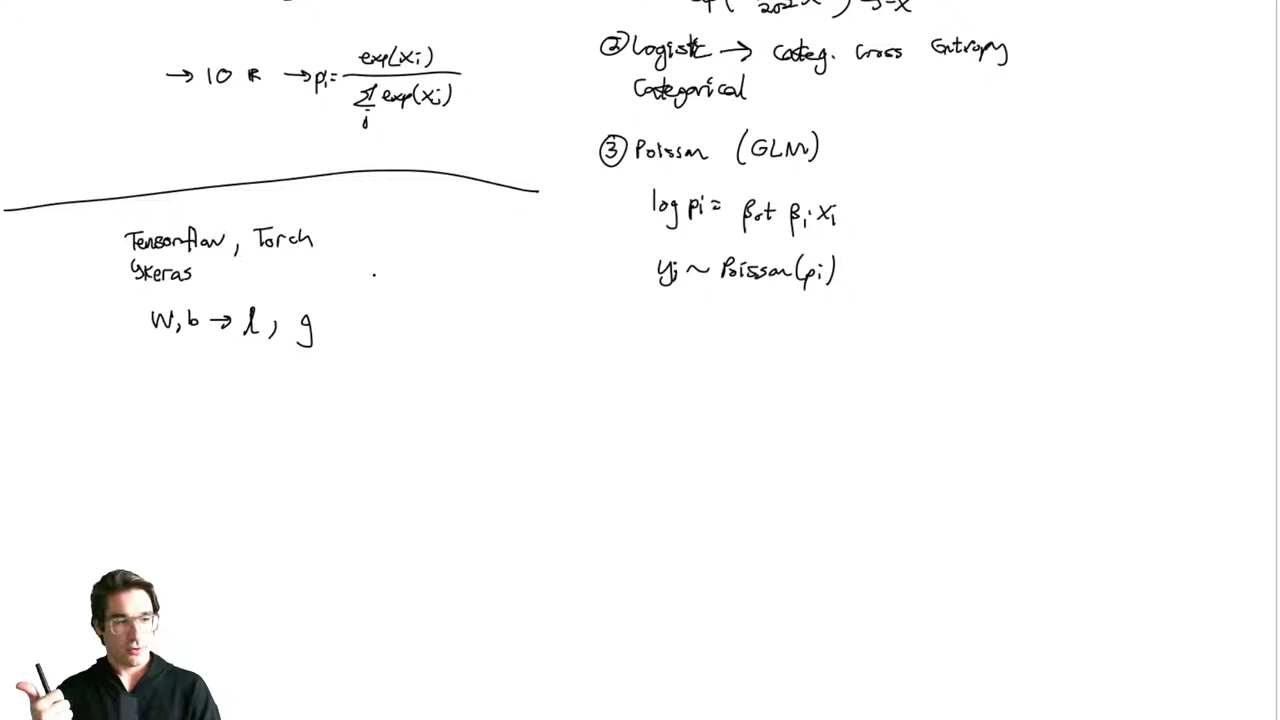 → 10 R → pi = exp(xi) / Σj exp(xj)
Tensorflow, Torch
↳Keras
W, b → l, g
② Logistic → Categ. Cross Entropy
Categorical
③ Poisson (GLM)
log pi = β0 + βi·xi
yi ~ Poisson(pi)